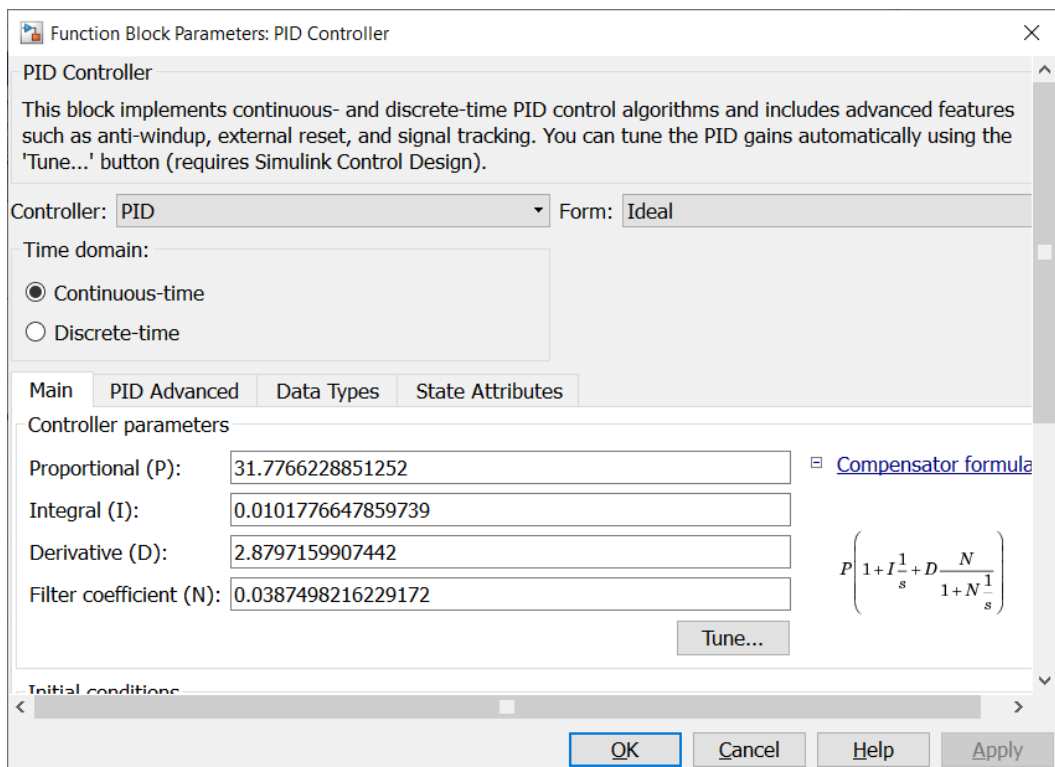 Function Block Parameters: PID Controller
PID Controller
This block implements continuous- and discrete-time PID control algorithms and includes advanced features
such as anti-windup, external reset, and signal tracking. You can tune the PID gains automatically using the
'Tune...' button (requires Simulink Control Design).
Controller: PID Form: Ideal
Time domain:
Continuous-time
Discrete-time
Main PID Advanced Data Types State Attributes
Controller parameters
Proportional (P): 31.7766228851252 Compensator formula
Integral (I): 0.0101776647859739
Derivative (D): 2.8797159907442
Filter coefficient (N): 0.0387498216229172
P(1+I 1/s +D N/(1+N 1/s))
Tune...
Initial conditions
OK Cancel Help Apply